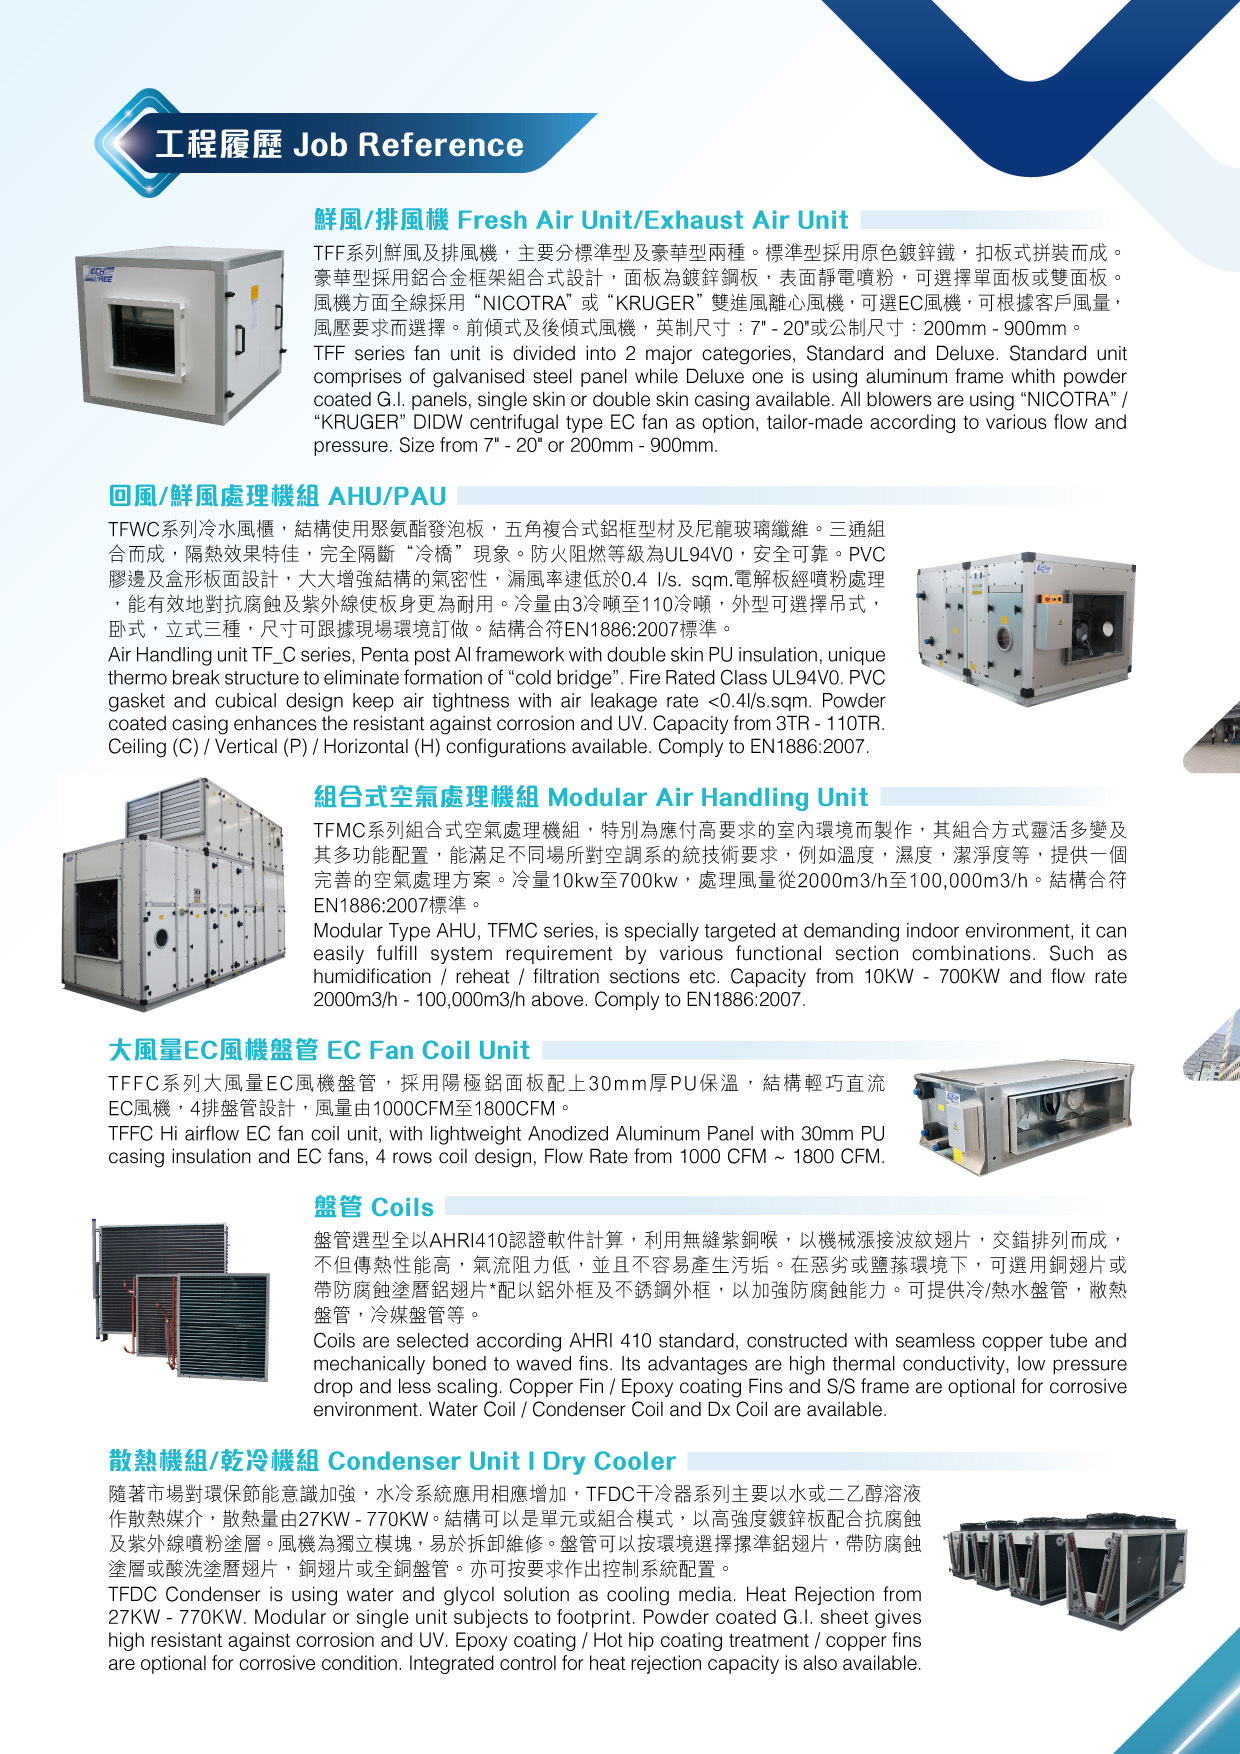 工程履歷 Job Reference
鮮風/排風機 Fresh Air Unit/Exhaust Air Unit
TFF系列鮮風及排風機，主要分標準型及豪華型兩種。標準型採用原色鍍鋅鐵，扣板式拼裝而成。
豪華型採用鋁合金框架組合式設計，面板為鍍鋅鋼板，表面靜電噴粉，可選擇單面板或雙面板。
風機方面全線採用“NICOTRA”或“KRUGER”雙進風離心風機，可選EC風機，可根據客戶風量，
風壓要求而選擇。前傾式及後傾式風機，英制尺寸：7" - 20"或公制尺寸：200mm - 900mm。
TFF series fan unit is divided into 2 major categories, Standard and Deluxe. Standard unit
comprises of galvanised steel panel while Deluxe one is using aluminum frame whith powder
coated G.I. panels, single skin or double skin casing available. All blowers are using “NICOTRA” /
“KRUGER” DIDW centrifugal type EC fan as option, tailor-made according to various flow and
pressure. Size from 7" - 20" or 200mm - 900mm.
回風/鮮風處理機組 AHU/PAU
TFWC系列冷水風櫃，結構使用聚氨酯發泡板，五角複合式鋁框型材及尼龍玻璃纖維。三通組
合而成，隔熱效果特佳，完全隔斷“冷橋”現象。防火阻燃等級為UL94V0，安全可靠。PVC
膠邊及盒形板面設計，大大增強結構的氣密性，漏風率逮低於0.4 l/s. sqm.電解板經噴粉處理
，能有效地對抗腐蝕及紫外線使板身更為耐用。冷量由3冷噸至110冷噸，外型可選擇吊式，
卧式，立式三種，尺寸可跟據現場環境訂做。結構合符EN1886:2007標準。
Air Handling unit TF_C series, Penta post Al framework with double skin PU insulation, unique
thermo break structure to eliminate formation of “cold bridge”. Fire Rated Class UL94V0. PVC
gasket and cubical design keep air tightness with air leakage rate <0.4l/s.sqm. Powder
coated casing enhances the resistant against corrosion and UV. Capacity from 3TR - 110TR.
Ceiling (C) / Vertical (P) / Horizontal (H) configurations available. Comply to EN1886:2007.
組合式空氣處理機組 Modular Air Handling Unit
TFMC系列組合式空氣處理機組，特別為應付高要求的室內環境而製作，其組合方式靈活多變及
其多功能配置，能滿足不同場所對空調系的統技術要求，例如溫度，濕度，潔淨度等，提供一個
完善的空氣處理方案。冷量10kw至700kw，處理風量從2000m3/h至100,000m3/h。結構合符
EN1886:2007標準。
Modular Type AHU, TFMC series, is specially targeted at demanding indoor environment, it can
easily fulfill system requirement by various functional section combinations. Such as
humidification / reheat / filtration sections etc. Capacity from 10KW - 700KW and flow rate
2000m3/h - 100,000m3/h above. Comply to EN1886:2007.
大風量EC風機盤管 EC Fan Coil Unit
TFFC系列大風量EC風機盤管，採用陽極鋁面板配上30mm厚PU保溫，結構輕巧直流
EC風機，4排盤管設計，風量由1000CFM至1800CFM。
TFFC Hi airflow EC fan coil unit, with lightweight Anodized Aluminum Panel with 30mm PU
casing insulation and EC fans, 4 rows coil design, Flow Rate from 1000 CFM ~ 1800 CFM.
盤管 Coils
盤管選型全以AHRI410認證軟件計算，利用無縫紫銅喉，以機械漲接波紋翅片，交錯排列而成，
不但傳熱性能高，氣流阻力低，並且不容易產生汚垢。在惡劣或鹽蓀環境下，可選用銅翅片或
帶防腐蝕塗曆鋁翅片*配以鋁外框及不銹鋼外框，以加強防腐蝕能力。可提供冷/熱水盤管，敝熱
盤管，冷媒盤管等。
Coils are selected according AHRI 410 standard, constructed with seamless copper tube and
mechanically boned to waved fins. Its advantages are high thermal conductivity, low pressure
drop and less scaling. Copper Fin / Epoxy coating Fins and S/S frame are optional for corrosive
environment. Water Coil / Condenser Coil and Dx Coil are available.
散熱機組/乾冷機組 Condenser Unit I Dry Cooler
隨著市場對環保節能意識加強，水冷系統應用相應增加，TFDC干冷器系列主要以水或二乙醇溶液
作散熱媒介，散熱量由27KW - 770KW。結構可以是單元或組合模式，以高強度鍍鋅板配合抗腐蝕
及紫外線噴粉塗層。風機為獨立模塊，易於拆卸維修。盤管可以按環境選擇摞準鋁翅片，帶防腐蝕
塗層或酸洗塗曆翅片，銅翅片或全銅盤管。亦可按要求作出控制系統配置。
TFDC Condenser is using water and glycol solution as cooling media. Heat Rejection from
27KW - 770KW. Modular or single unit subjects to footprint. Powder coated G.I. sheet gives
high resistant against corrosion and UV. Epoxy coating / Hot hip coating treatment / copper fins
are optional for corrosive condition. Integrated control for heat rejection capacity is also available.